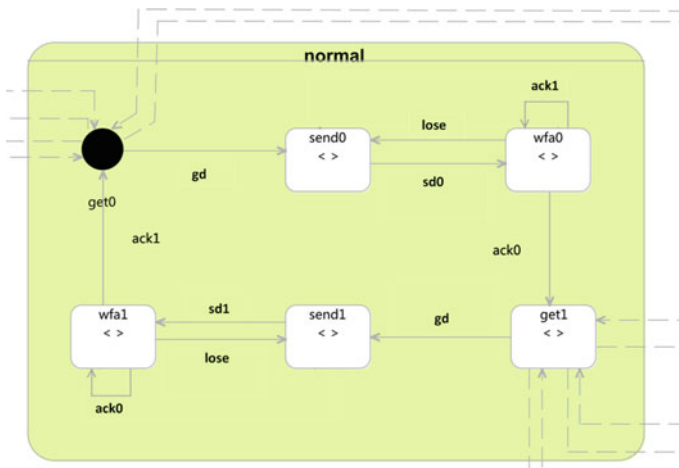 normal
ack1
send0
< >
lose
wfa0
< >
gd
sd0
get0
ack1
ack0
wfa1
< >
sd1
send1
< >
gd
get1
< >
lose
ack0